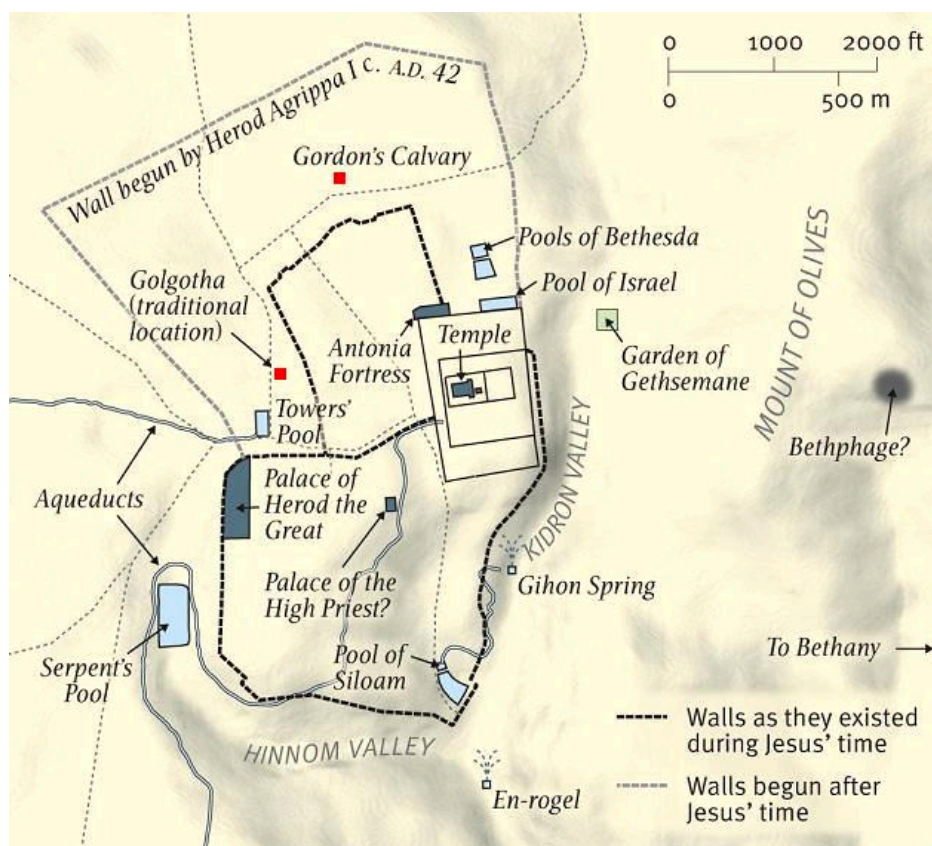 0 1000 2000 ft
0 500 m
Wall begun by Herod Agrippa I c. A.D. 42
Gordon's Calvary
Pools of Bethesda
Pool of Israel
Golgotha
(traditional
location)
Antonia
Fortress
Temple
Garden of
Gethsemane
MOUNT OF OLIVES
Bethphage?
Towers'
Pool
KIDRON VALLEY
Aqueducts
Palace of
Herod the
Great
Palace of the
High Priest?
Gihon Spring
Serpent's
Pool
Pool of
Siloam
To Bethany
HINNOM VALLEY
En-rogel
Walls as they existed
during Jesus' time
Walls begun after
Jesus' time